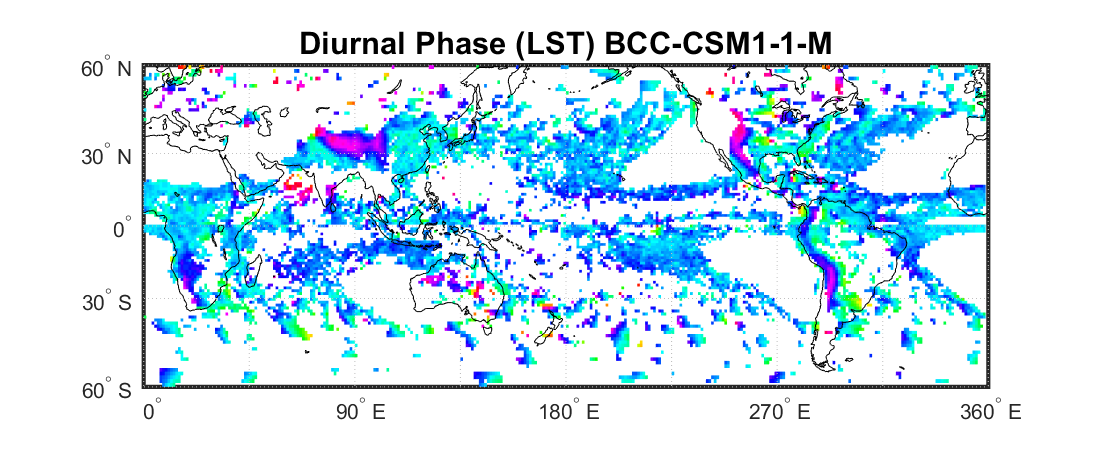 Diurnal Phase (LST) BCC-CSM1-1-M
60° N
30° N
0°
30° S
60° S
0° 90° E 180° E 270° E 360° E